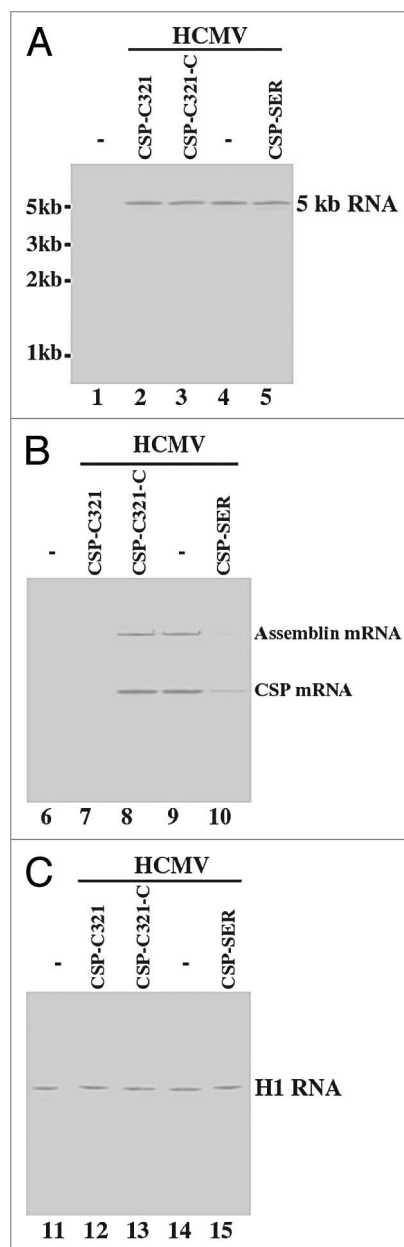 A
HCMV
- CSP-C321 CSP-C321-C - CSP-SER
5kb
5 kb RNA
3kb
2kb
1kb
1 2 3 4 5
B
HCMV
- CSP-C321 CSP-C321-C - CSP-SER
Assemblin mRNA
CSP mRNA
6 7 8 9 10
C
HCMV
- CSP-C321 CSP-C321-C - CSP-SER
H1 RNA
11 12 13 14 15